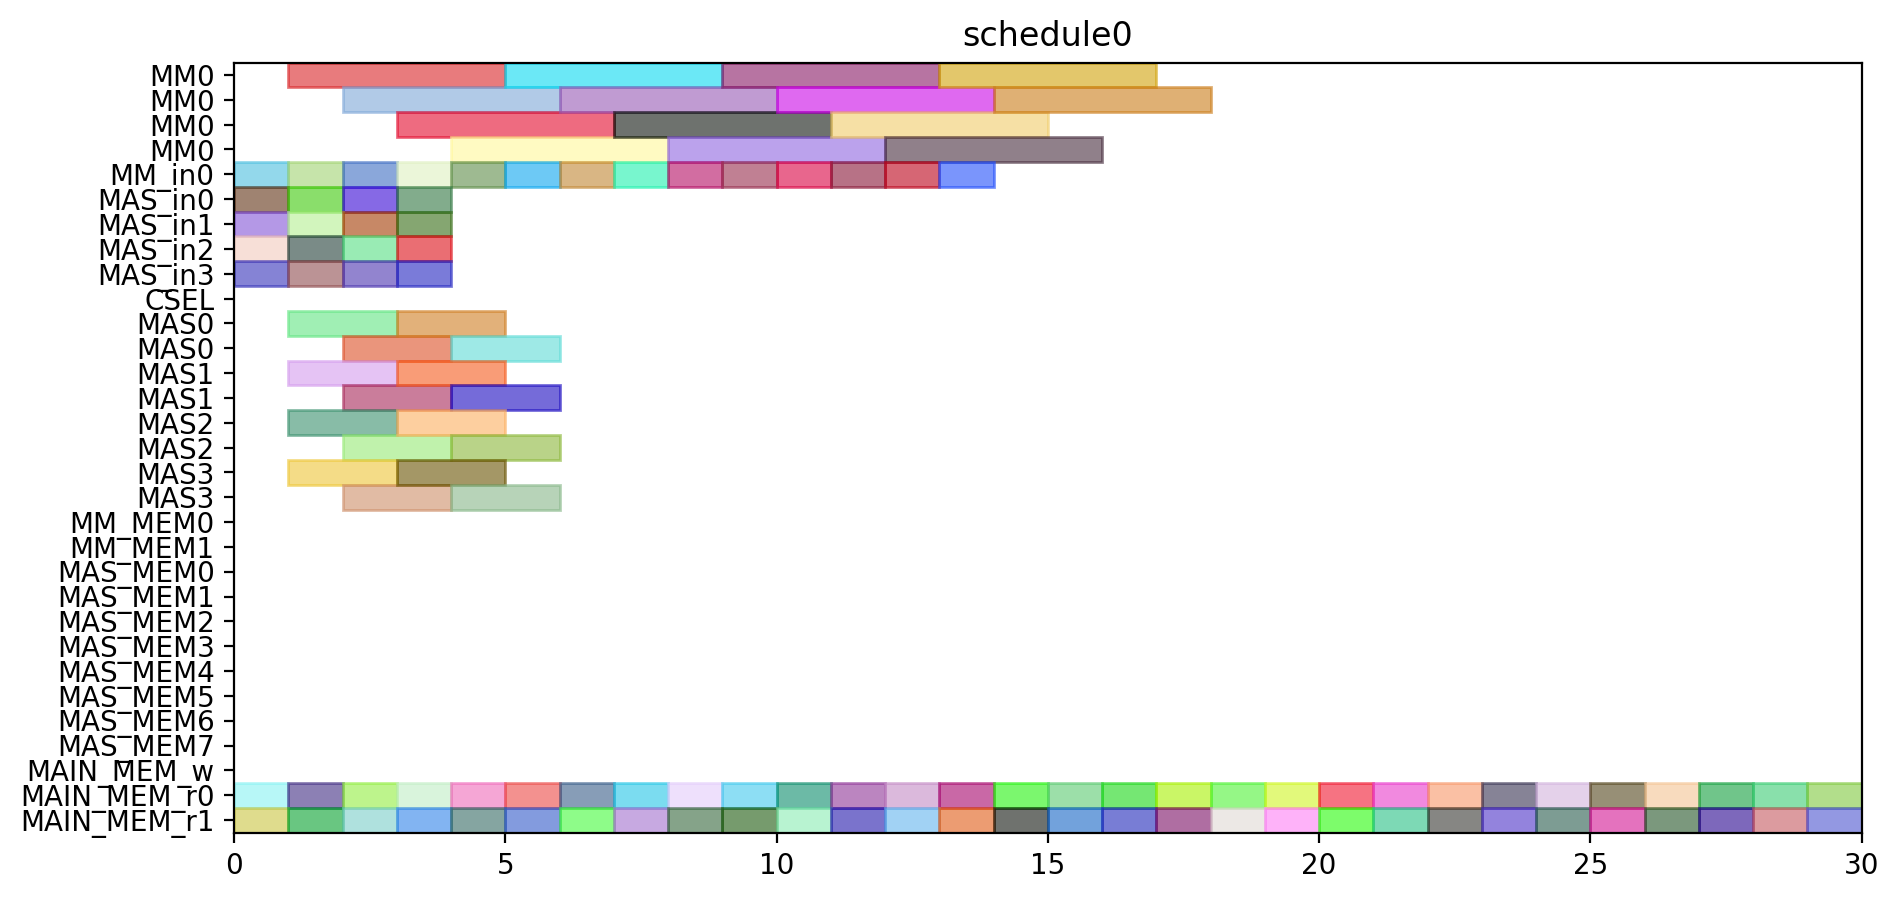 schedule0
MM0
MM0
MM0
MM0
MM_in0
MAS_in0
MAS_in1
MAS_in2
MAS_in3
CSEL
MAS0
MAS0
MAS1
MAS1
MAS2
MAS2
MAS3
MAS3
MM_MEM0
MM_MEM1
MAS_MEM0
MAS_MEM1
MAS_MEM2
MAS_MEM3
MAS_MEM4
MAS_MEM5
MAS_MEM6
MAS_MEM7
MAIN_MEM_w
MAIN_MEM_r0
MAIN_MEM_r1
0 5 10 15 20 25 30